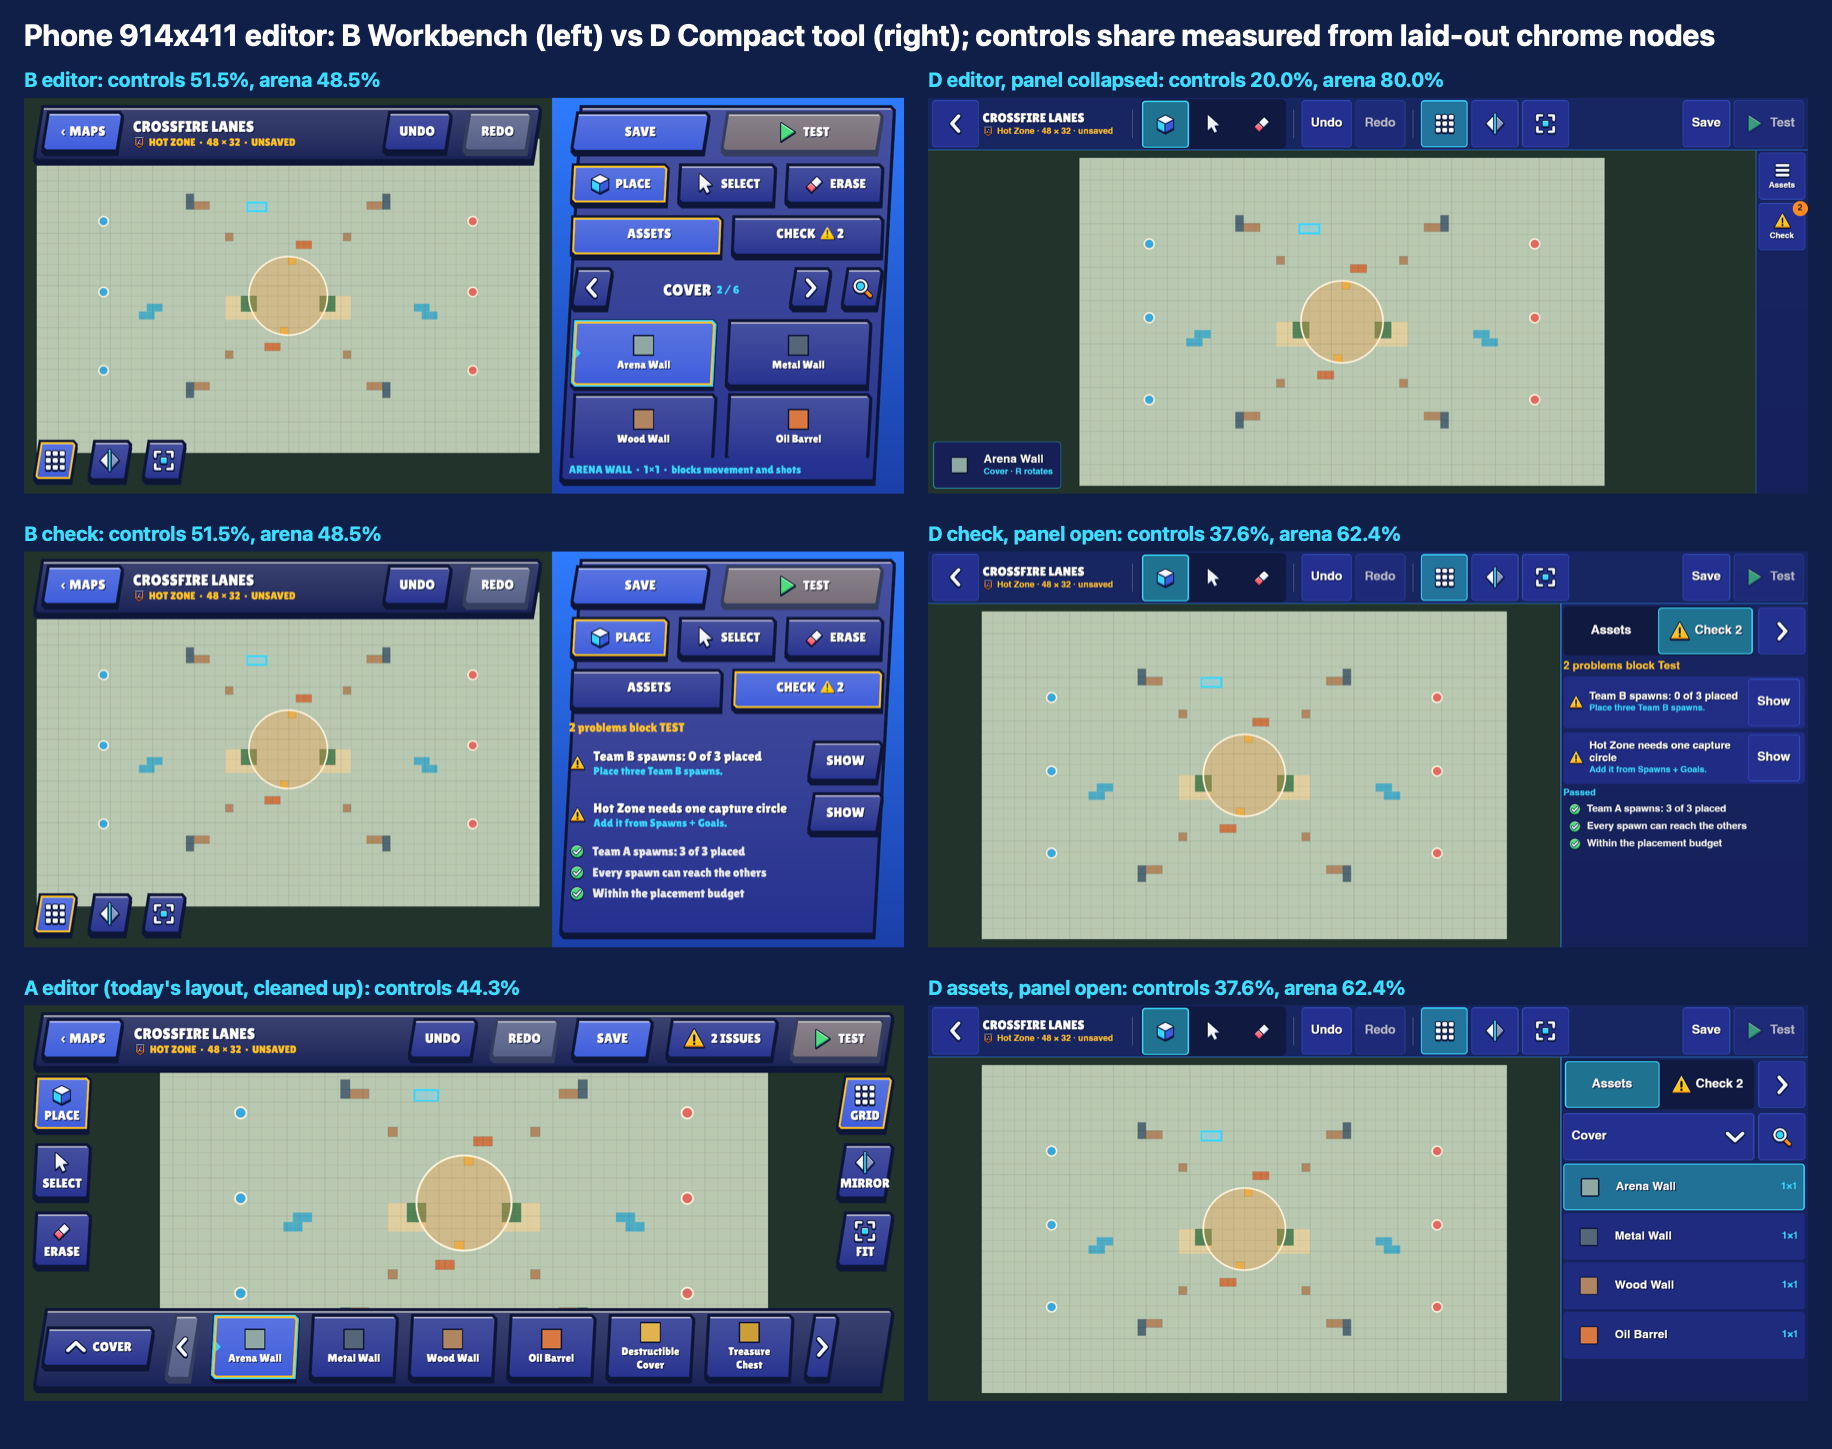 Phone 914x411 editor: B Workbench (left) vs D Compact tool (right); controls share measured from laid-out chrome nodes
B editor: controls 51.5%, arena 48.5%
‹ MAPS
CROSSFIRE LANES
HOT ZONE · 48 × 32 · UNSAVED
UNDO
REDO
SAVE
TEST
PLACE
SELECT
ERASE
ASSETS
CHECK 2
COVER 2/6
Arena Wall
Metal Wall
Wood Wall
Oil Barrel
ARENA WALL · 1×1 · blocks movement and shots
D editor, panel collapsed: controls 20.0%, arena 80.0%
CROSSFIRE LANES
Hot Zone · 48 × 32 · unsaved
Undo
Redo
Save
Test
Assets
2
Check
Arena Wall
Cover · R rotates
B check: controls 51.5%, arena 48.5%
‹ MAPS
CROSSFIRE LANES
HOT ZONE · 48 × 32 · UNSAVED
UNDO
REDO
SAVE
TEST
PLACE
SELECT
ERASE
ASSETS
CHECK 2
2 problems block TEST
Team B spawns: 0 of 3 placed
Place three Team B spawns.
SHOW
Hot Zone needs one capture circle
Add it from Spawns + Goals.
SHOW
Team A spawns: 3 of 3 placed
Every spawn can reach the others
Within the placement budget
D check, panel open: controls 37.6%, arena 62.4%
CROSSFIRE LANES
Hot Zone · 48 × 32 · unsaved
Undo
Redo
Save
Test
Assets
Check 2
2 problems block Test
Team B spawns: 0 of 3 placed
Place three Team B spawns.
Show
Hot Zone needs one capture
circle
Add it from Spawns + Goals.
Show
Passed
Team A spawns: 3 of 3 placed
Every spawn can reach the others
Within the placement budget
A editor (today's layout, cleaned up): controls 44.3%
‹ MAPS
CROSSFIRE LANES
HOT ZONE · 48 × 32 · UNSAVED
UNDO
REDO
SAVE
2 ISSUES
TEST
PLACE
SELECT
ERASE
GRID
MIRROR
FIT
COVER
Arena Wall
Metal Wall
Wood Wall
Oil Barrel
Destructible
Cover
Treasure
Chest
D assets, panel open: controls 37.6%, arena 62.4%
CROSSFIRE LANES
Hot Zone · 48 × 32 · unsaved
Undo
Redo
Save
Test
Assets
Check 2
Cover
Arena Wall 1×1
Metal Wall 1×1
Wood Wall 1×1
Oil Barrel 1×1